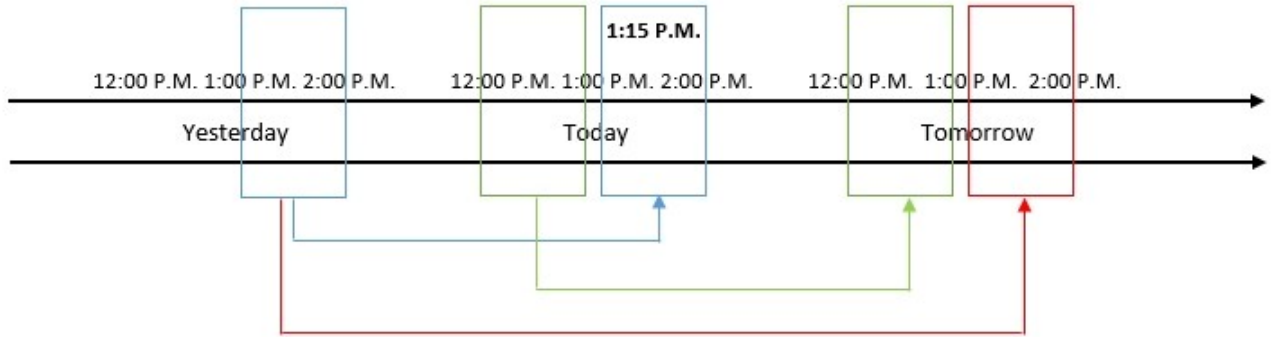 1:15 P.M.
12:00 P.M. 1:00 P.M. 2:00 P.M. 12:00 P.M. 1:00 P.M. 2:00 P.M. 12:00 P.M. 1:00 P.M. 2:00 P.M.
Yesterday Today Tomorrow